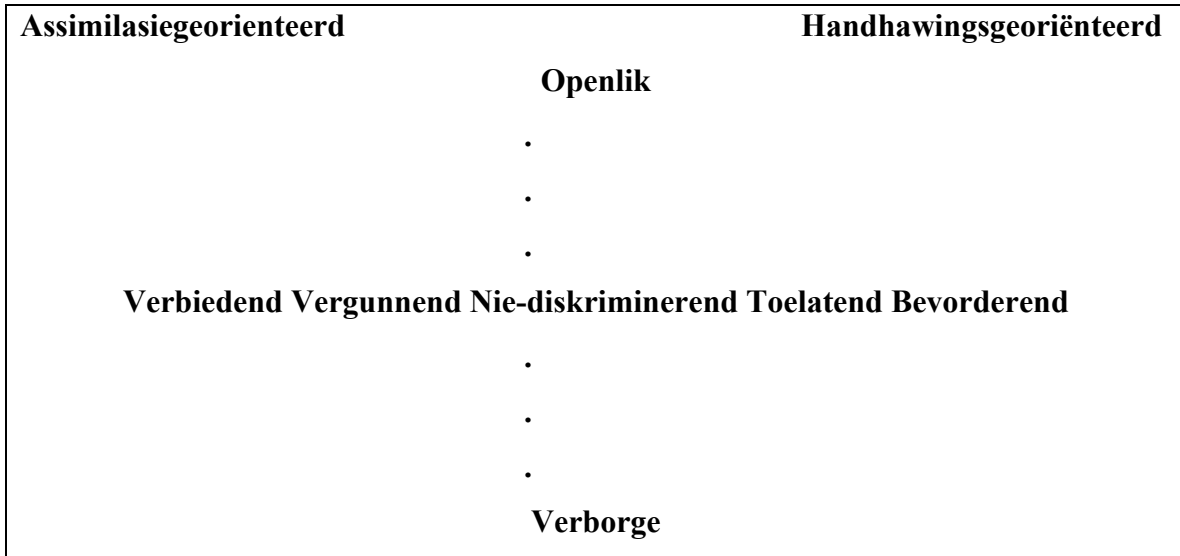 Assimilasiegeorienteerd Handhawingsgeoriënteerd
Openlik
.
.
.
Verbiedend Vergunnend Nie-diskriminerend Toelatend Bevorderend
.
.
.
Verborge